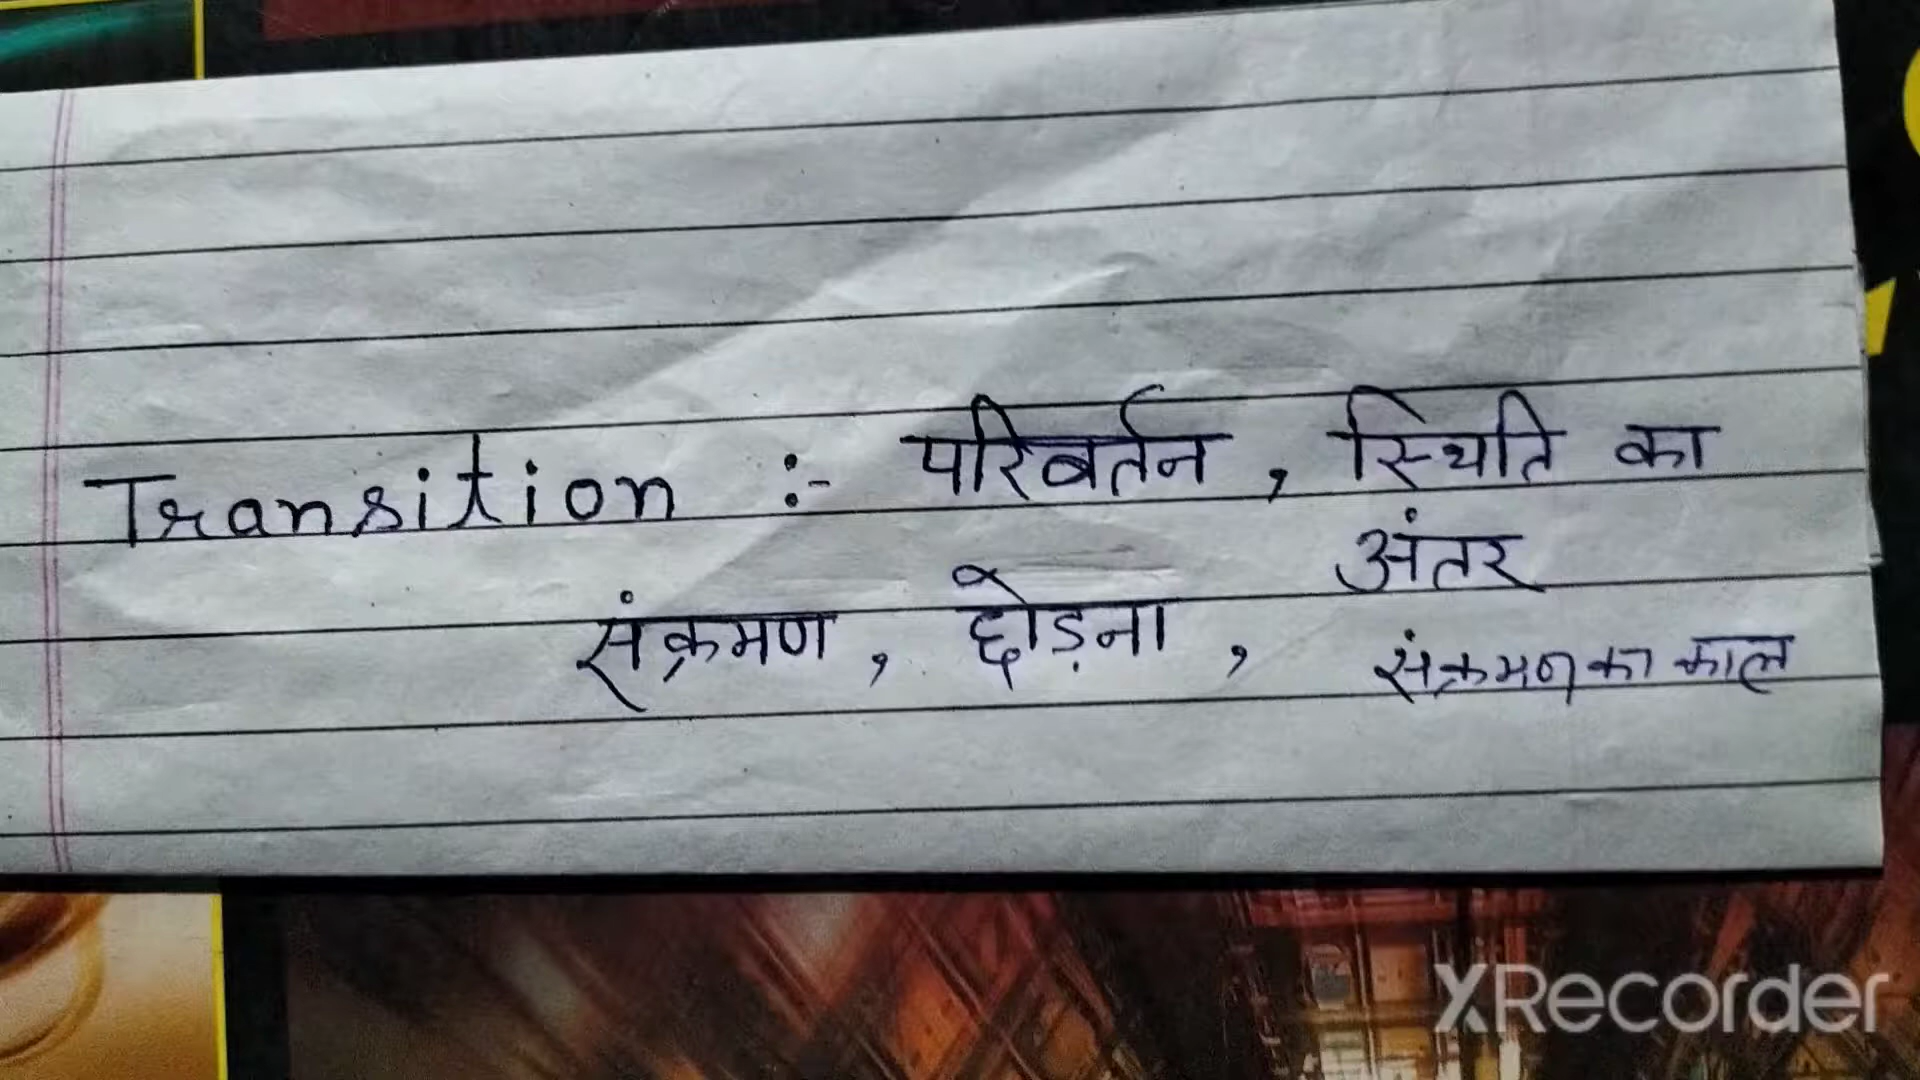 Transition :- परिबर्तन , स्थिति का
अंतर
संक्रमण , छोड़ना , संक्रमण का काल
XRecorder